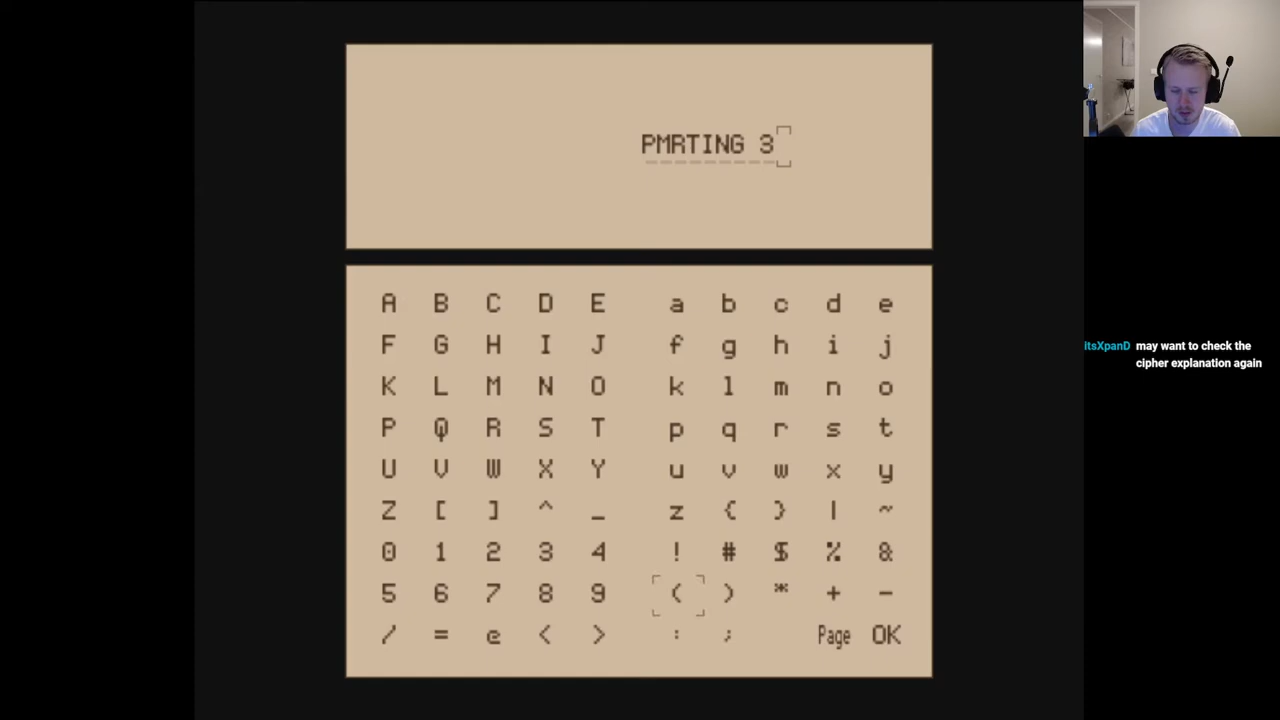 PMRTING 3
A B C D E a b c d e
F G H I J f g h i j
K L M N O k l m n o
P Q R S T p q r s t
U V W X Y u v w x y
Z [ ] ^ _ z { } | ~
0 1 2 3 4 ! # $ % &
5 6 7 8 9 ( ) * + -
/ = @ < > : ; Page OK
itsXpanD may want to check the
cipher explanation again